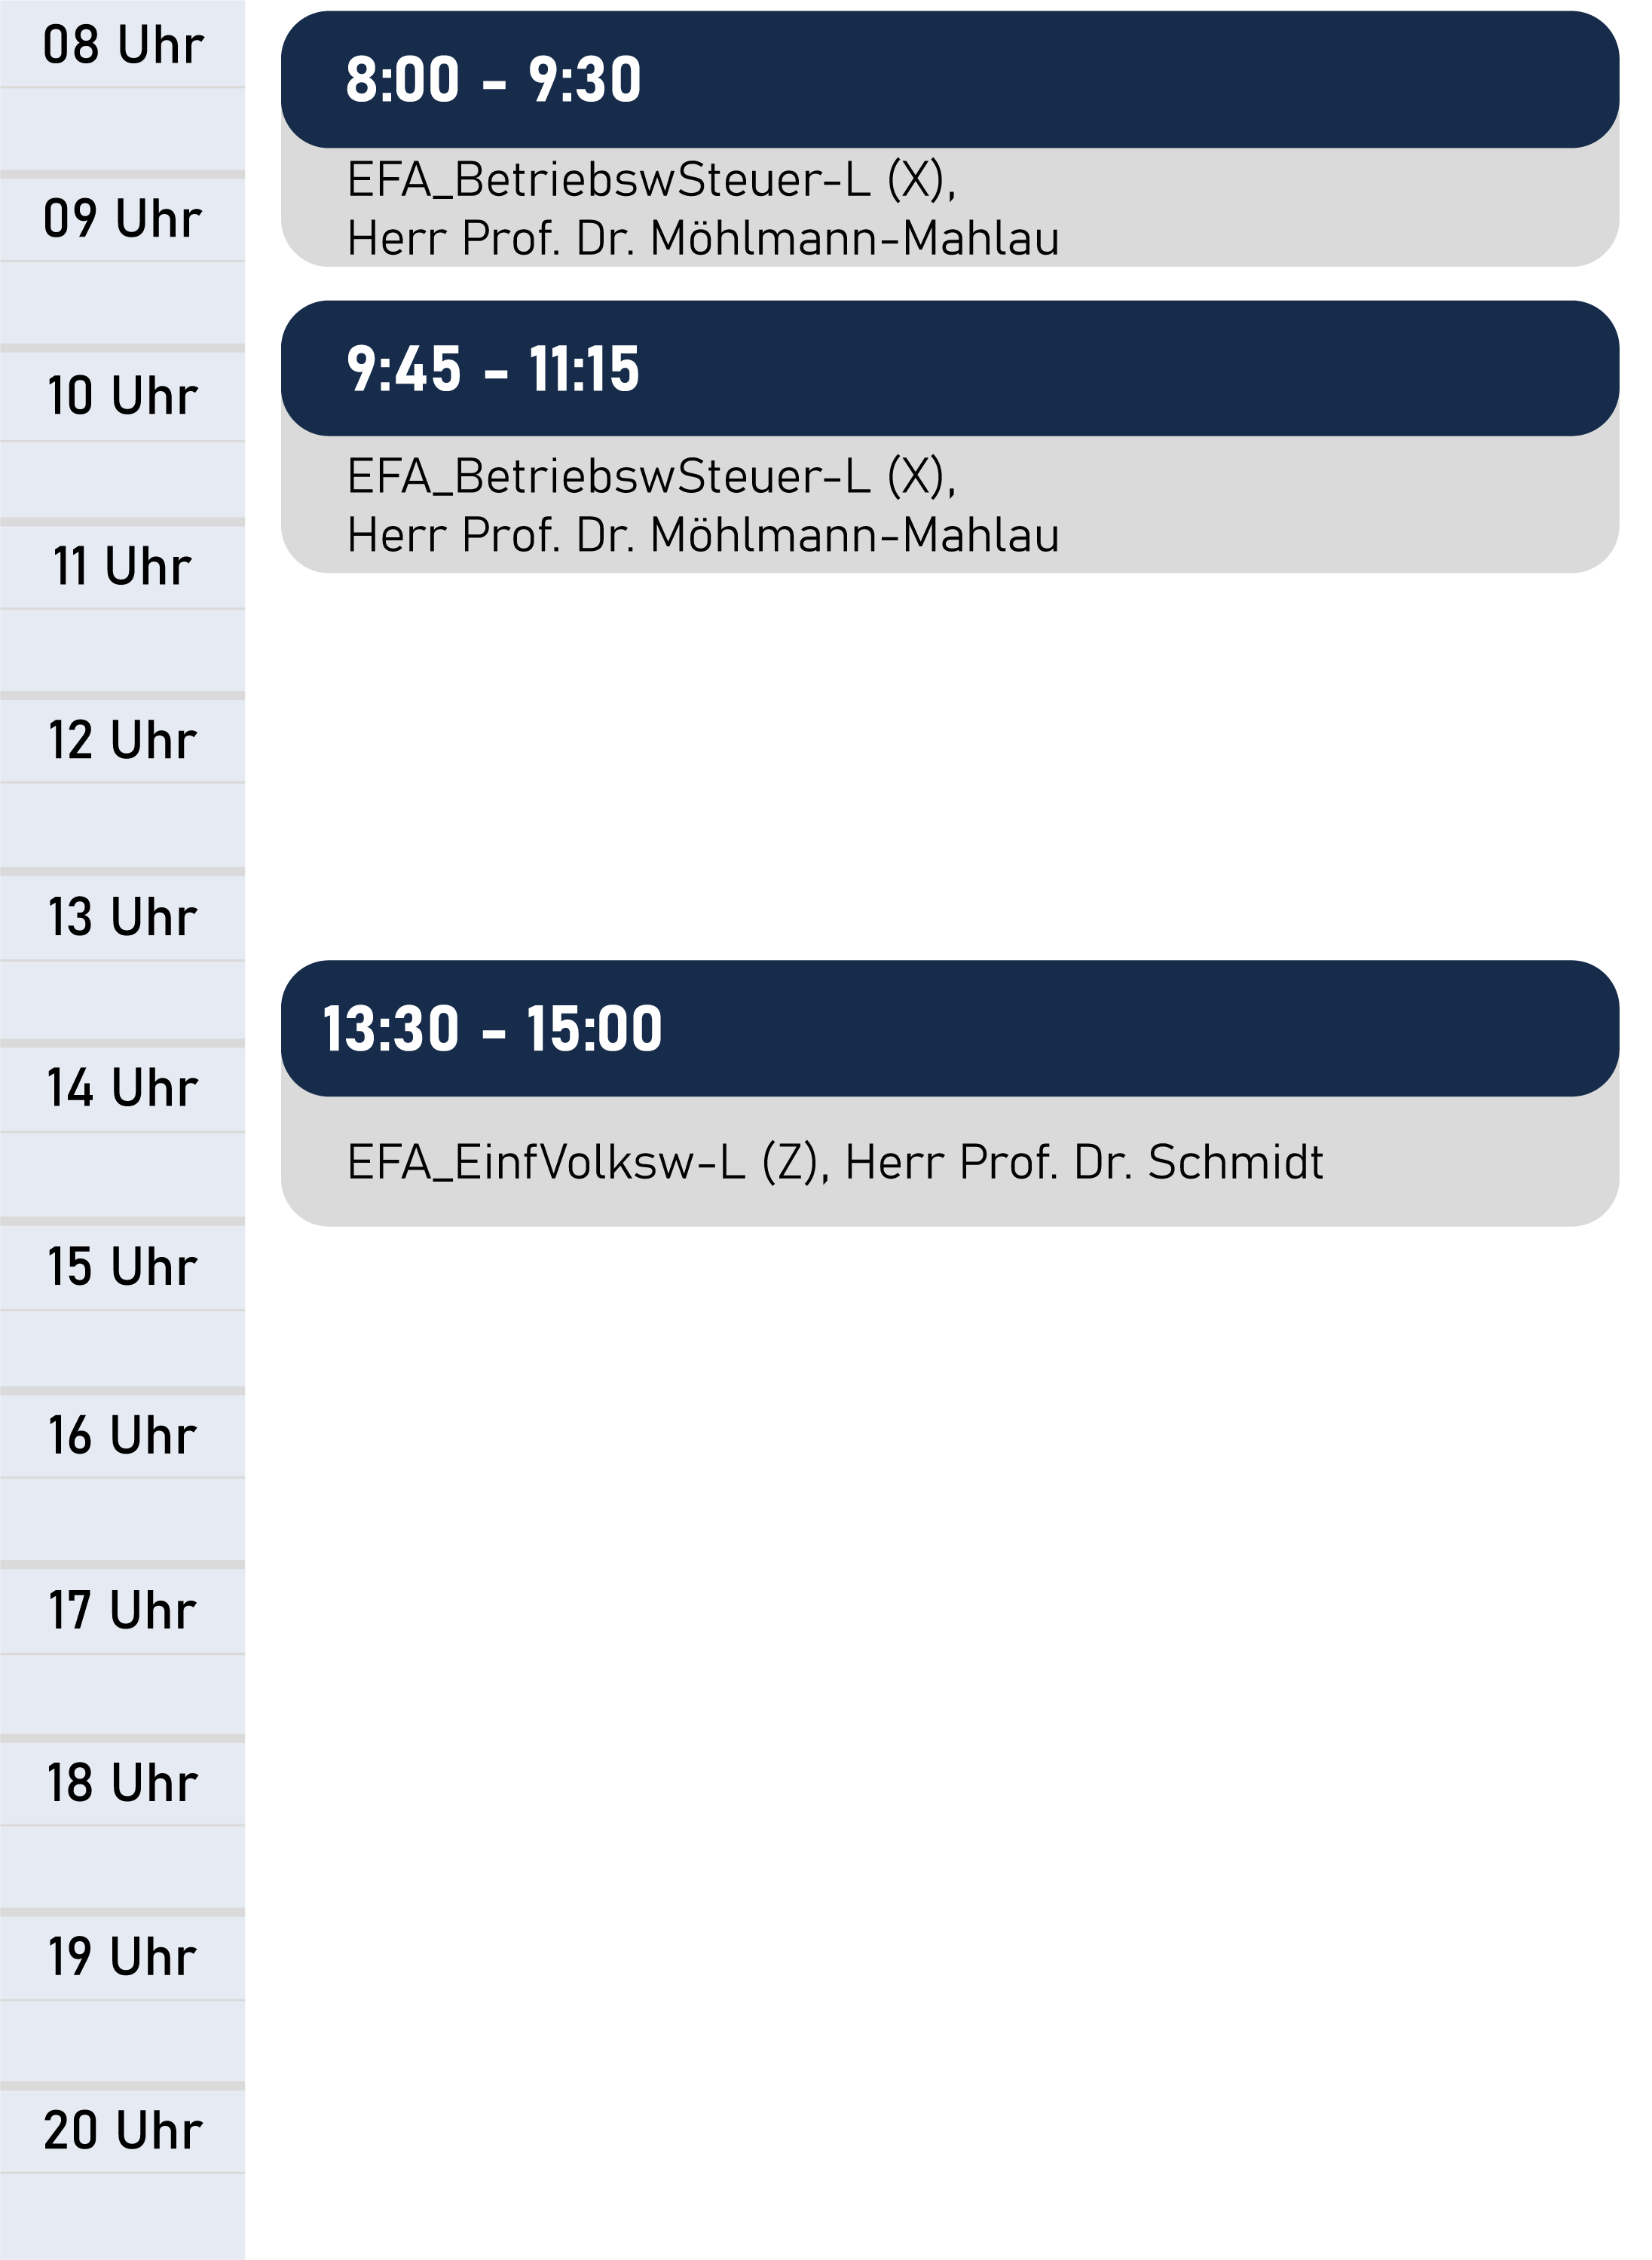 08 Uhr
8:00 - 9:30
EFA_BetriebswSteuer-L (X),
Herr Prof. Dr. Möhlmann-Mahlau
09 Uhr
9:45 - 11:15
10 Uhr
EFA_BetriebswSteuer-L (X),
Herr Prof. Dr. Möhlmann-Mahlau
11 Uhr
12 Uhr
13 Uhr
13:30 - 15:00
14 Uhr
EFA_EinfVolksw-L (Z), Herr Prof. Dr. Schmidt
15 Uhr
16 Uhr
17 Uhr
18 Uhr
19 Uhr
20 Uhr